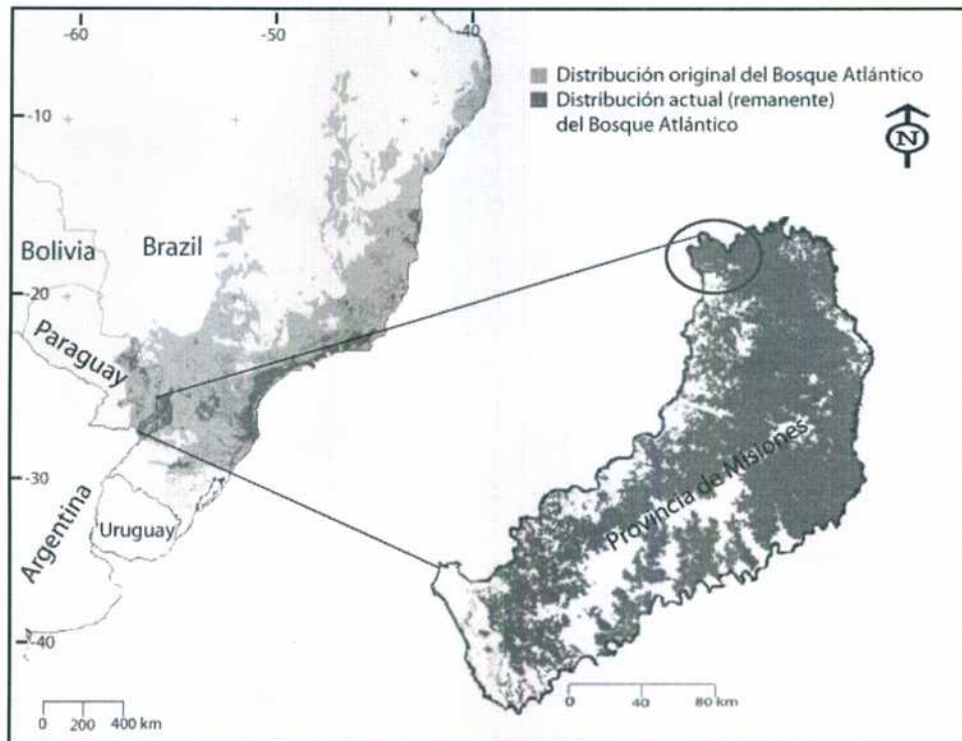 -60
-50
-40
Distribución original del Bosque Atlántico
Distribución actual (remanente)
del Bosque Atlántico
N
-10
Bolivia
Brazil
-20
Paraguay
-30
Argentina
Uruguay
Provincia de Misiones
-40
0 200 400 km
0 40 80 km